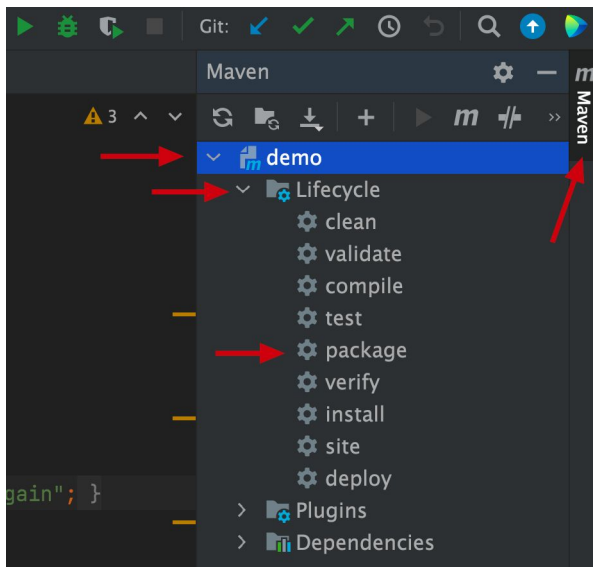 Git:
Maven
3
m
demo
Lifecycle
clean
validate
compile
test
package
verify
install
site
deploy
Plugins
Dependencies
gain"; }
m
Maven